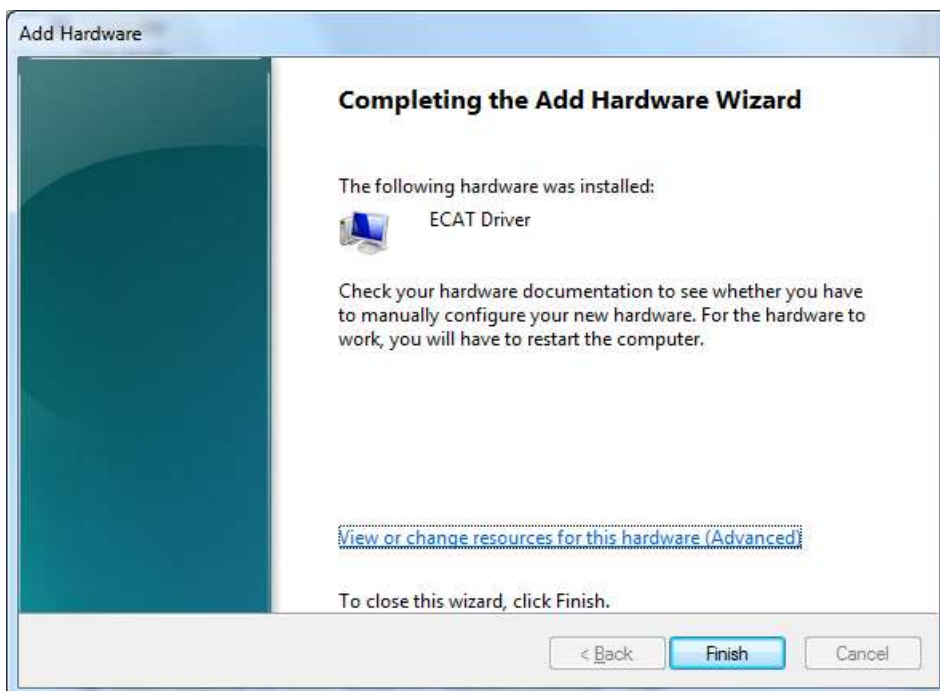 Add Hardware
Completing the Add Hardware Wizard
The following hardware was installed:
ECAT Driver
Check your hardware documentation to see whether you have
to manually configure your new hardware. For the hardware to
work, you will have to restart the computer.
View or change resources for this hardware (Advanced)
To close this wizard, click Finish.
< Back
Finish
Cancel